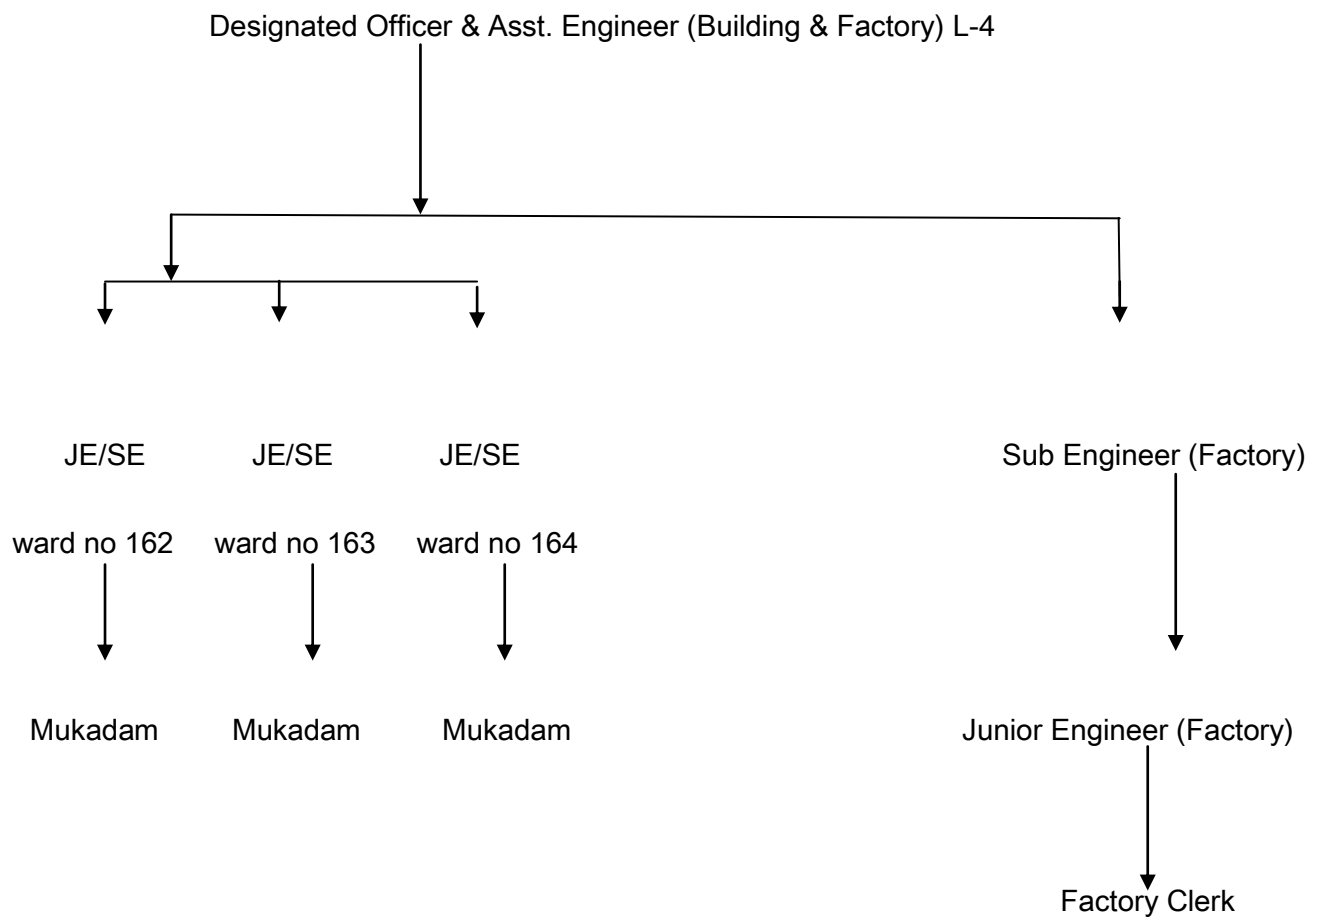 Designated Officer & Asst. Engineer (Building & Factory) L-4
JE/SE JE/SE JE/SE Sub Engineer (Factory)
ward no 162 ward no 163 ward no 164
Mukadam Mukadam Mukadam Junior Engineer (Factory)
Factory Clerk